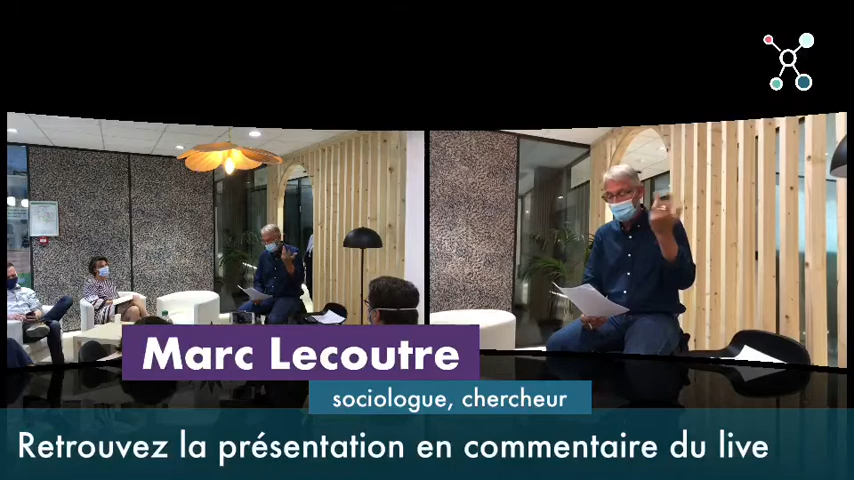 Marc Lecoutre
sociologue, chercheur
Retrouvez la présentation en commentaire du live